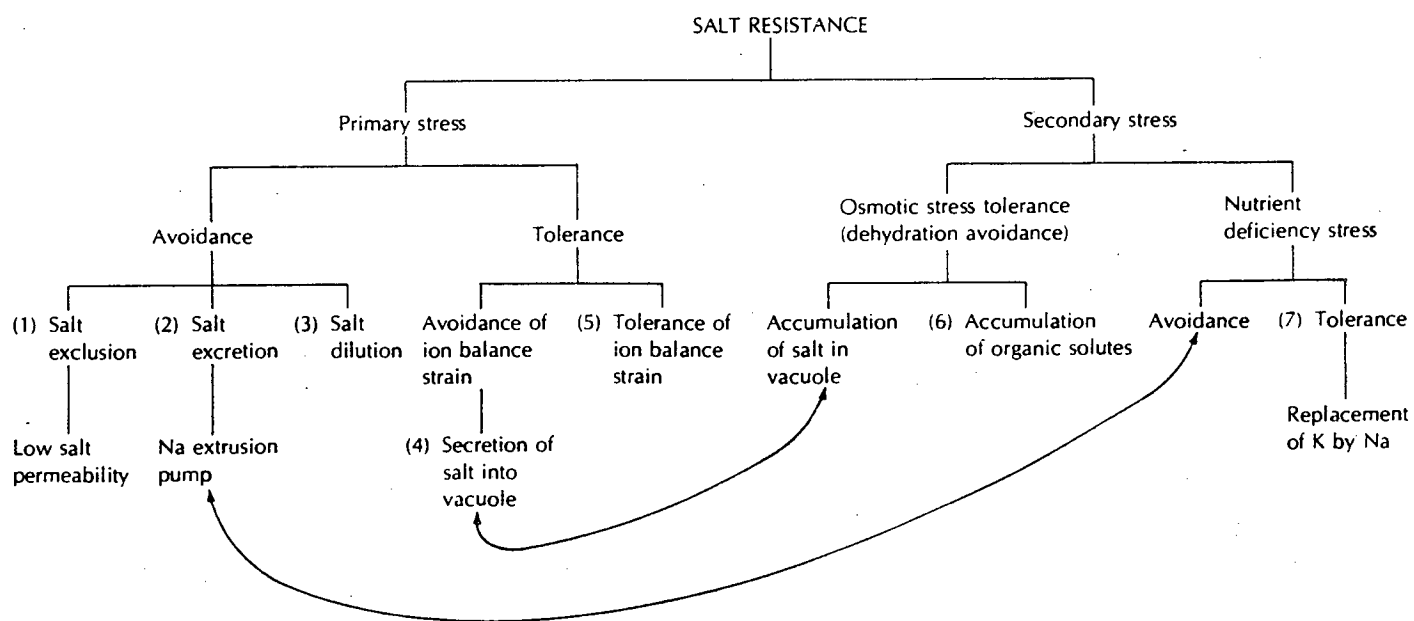 SALT RESISTANCE
Primary stress
Secondary stress
Avoidance
Tolerance
Osmotic stress tolerance
(dehydration avoidance)
Nutrient
deficiency stress
(1) Salt
exclusion
(2) Salt
excretion
(3) Salt
dilution
Avoidance of
ion balance
strain
(5) Tolerance of
ion balance
strain
Accumulation
of salt in
vacuole
(6) Accumulation
of organic solutes
Avoidance
(7) Tolerance
Low salt
permeability
Na extrusion
pump
(4) Secretion of
salt into
vacuole
Replacement
of K by Na